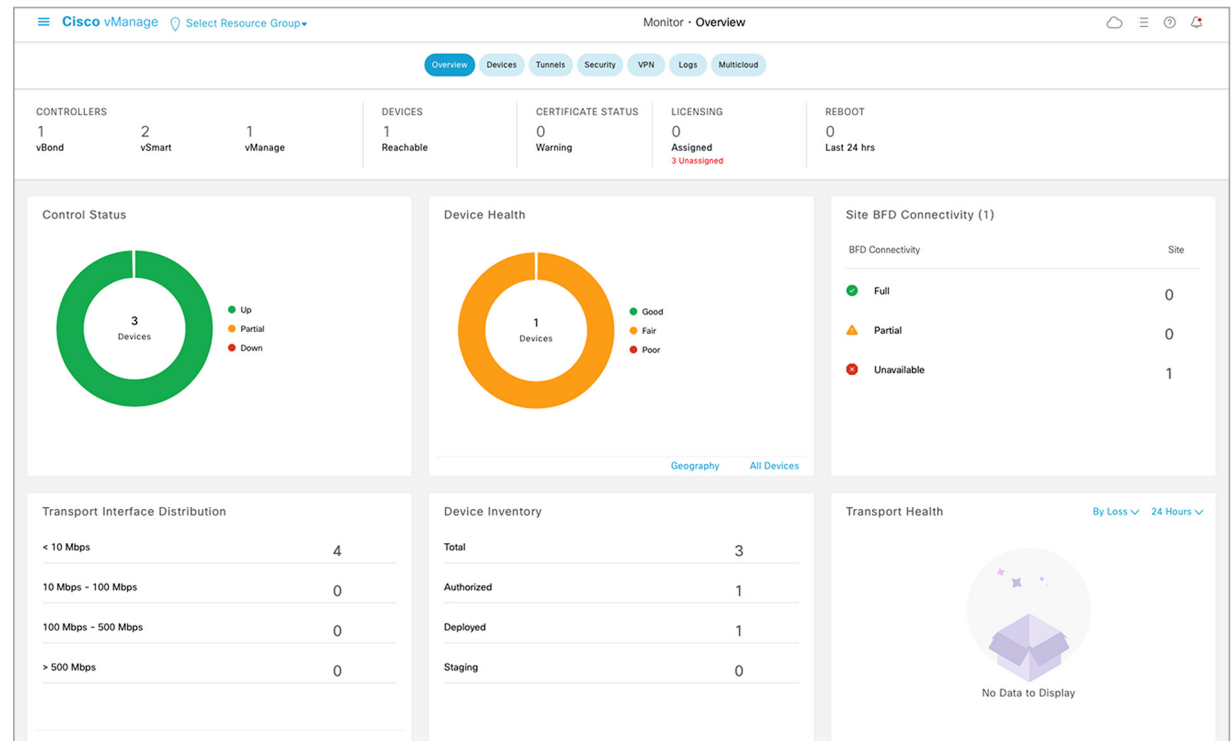 Cisco vManage Select Resource Group Monitor · Overview
Overview Devices Tunnels Security VPN Logs Multicloud
CONTROLLERS DEVICES CERTIFICATE STATUS LICENSING REBOOT
1 2 1 1 0 0 0
vBond vSmart vManage Reachable Warning Assigned Last 24 hrs
3 Unassigned
Control Status
3
Devices
Up
Partial
Down
Device Health
1
Devices
Good
Fair
Poor
Geography All Devices
Site BFD Connectivity (1)
BFD Connectivity Site
Full 0
Partial 0
Unavailable 1
Transport Interface Distribution
< 10 Mbps 4
10 Mbps - 100 Mbps 0
100 Mbps - 500 Mbps 0
> 500 Mbps 0
Device Inventory
Total 3
Authorized 1
Deployed 1
Staging 0
Transport Health By Loss 24 Hours
No Data to Display